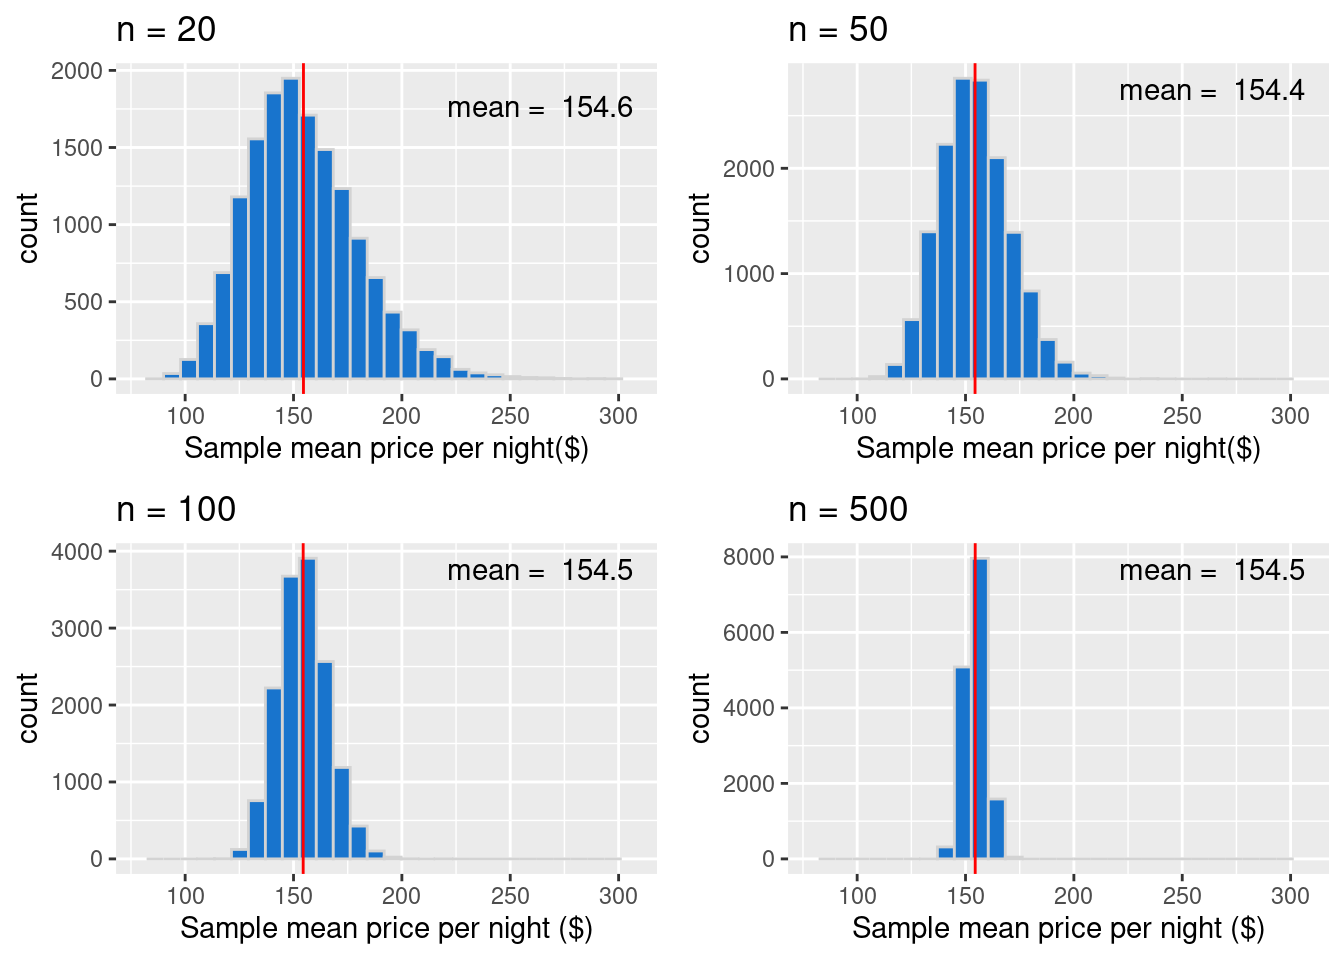 n = 20
mean =  154.6
2000
1500
1000
500
0
count
100 150 200 250 300
Sample mean price per night($)
n = 50
mean =  154.4
2000
1000
0
count
100 150 200 250 300
Sample mean price per night($)
n = 100
mean =  154.5
4000
3000
2000
1000
0
count
100 150 200 250 300
Sample mean price per night ($)
n = 500
mean =  154.5
8000
6000
4000
2000
0
count
100 150 200 250 300
Sample mean price per night ($)